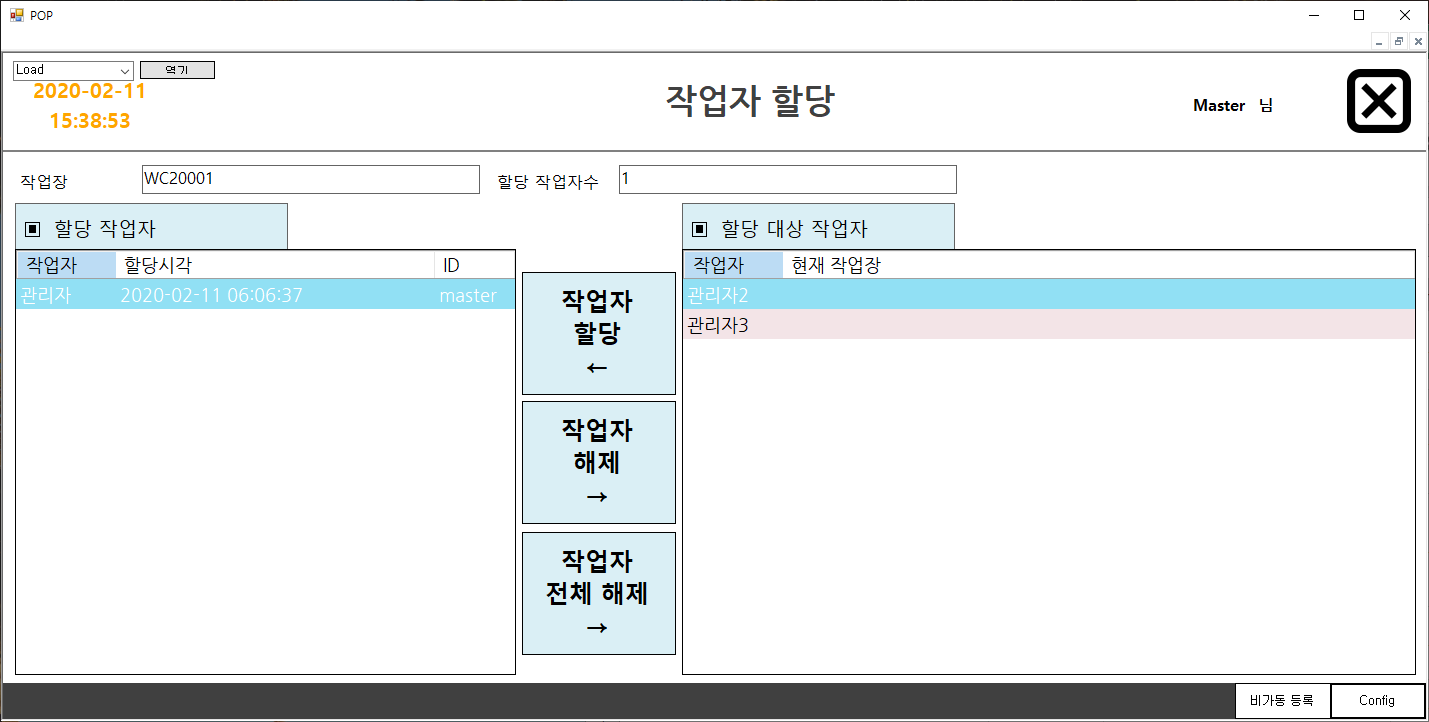 POP
Load 역기
2020-02-11
15:38:53
작업자 할당
Master 님
작업장 WC20001 할당 작업자수 1
할당 작업자
할당 대상 작업자
작업자 할당시각 ID
관리자 2020-02-11 06:06:37 master
작업자 현재 작업장
관리자2
관리자3
작업자
할당
←
작업자
해제
→
작업자
전체 해제
→
비가동 등록 Config